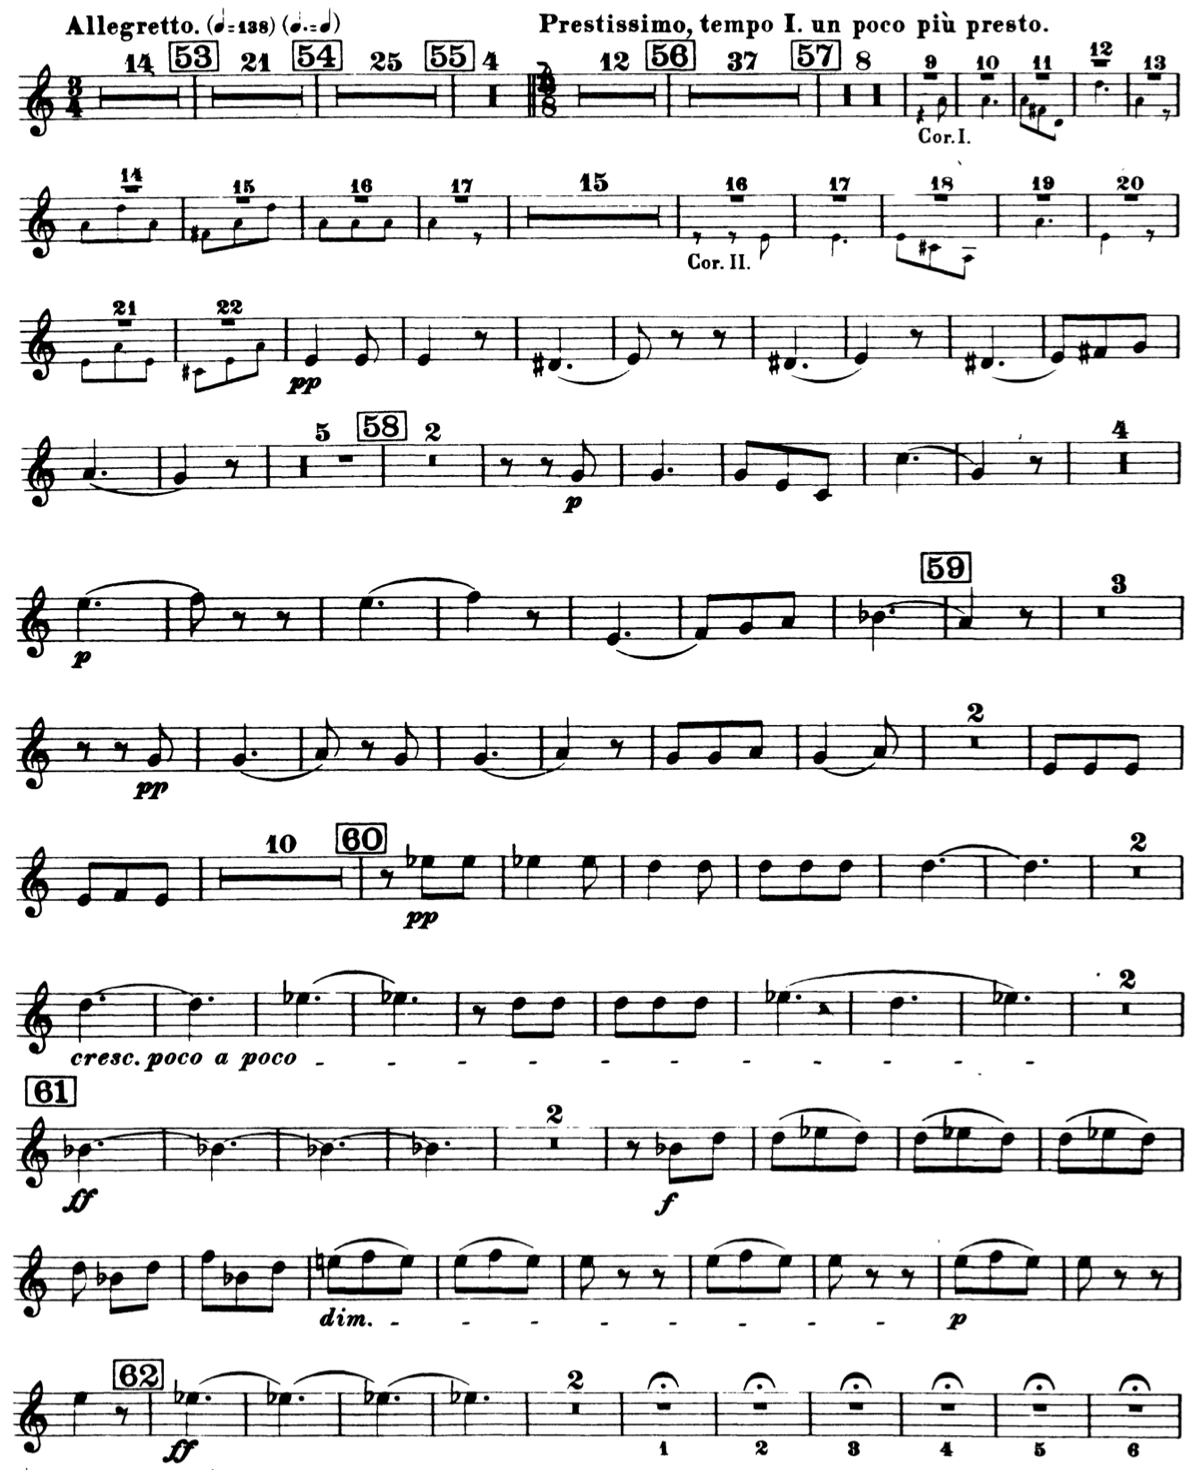 Allegretto. (♩=138) (♩.=♩) Prestissimo, tempo I. un poco più presto.
14 53 21 54 25 55 4 12 56 37 57 8 9 10 11 12 13
3/4 8
Cor. I.
14 15 16 17 15 16 17 18 19 20
Cor. II.
21 22
pp
5 58 2 4
p
59 3
p
2
pp
10 60 2
pp
2
cresc. poco a poco
61
2
ff f
dim. p
62 2
ff 1 2 3 4 5 6